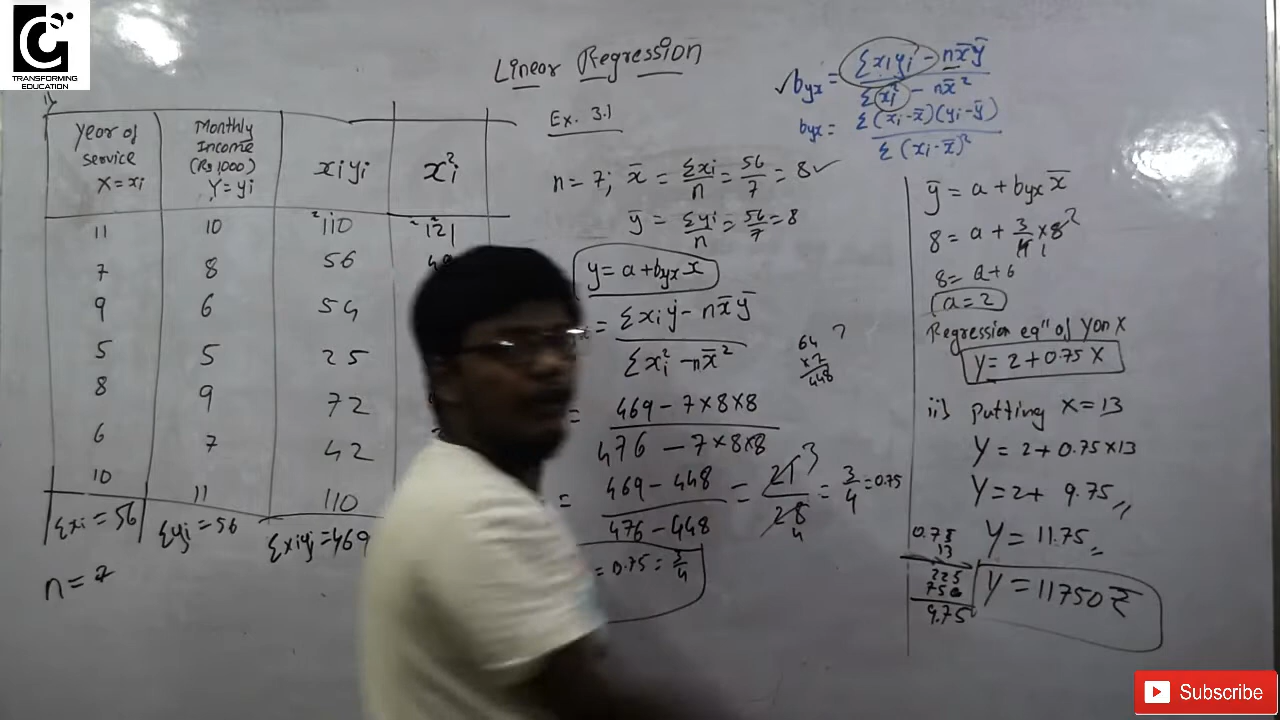 TRANSFORMING
EDUCATION
Linear Regression
Year of
service
X = xi
Monthly
Income
(Rs 1000)
Y = yi
xiyi
x²i
11 10 110 121
7 8 56
9 6 54
5 5 25
8 9 72
6 7 42
10 11 110
Σxi = 56
Σyi = 56
Σxiyi = 469
n = 7
Ex. 3.1
n = 7; x̄ = Σxi/n = 56/7 = 8 ✓
ȳ = Σyi/n = 56/7 = 8
y = a + byx x
= Σxiyi - nx̄ȳ / Σx²i - nx̄²
= 469 - 7×8×8 / 476 - 7×8×8
= 469 - 448 / 476 - 448 = 21/28 = 3/4 = 0.75
= 0.75 = 3/4
64
×7
448
✓ byx = Σxiyi - nx̄ȳ / Σxi² - nx̄²
byx = Σ(xi-x̄)(yi-ȳ) / Σ(xi-x̄)²
ȳ = a + byx x̄
8 = a + 3/4 × 8
8 = a + 6
a = 2
Regression eqⁿ of Y on X
Y = 2 + 0.75 X
ii) Putting X = 13
Y = 2 + 0.75×13
Y = 2 + 9.75
Y = 11.75
Y = 11750 ₹
0.75
13
225
750
9.75
Subscribe